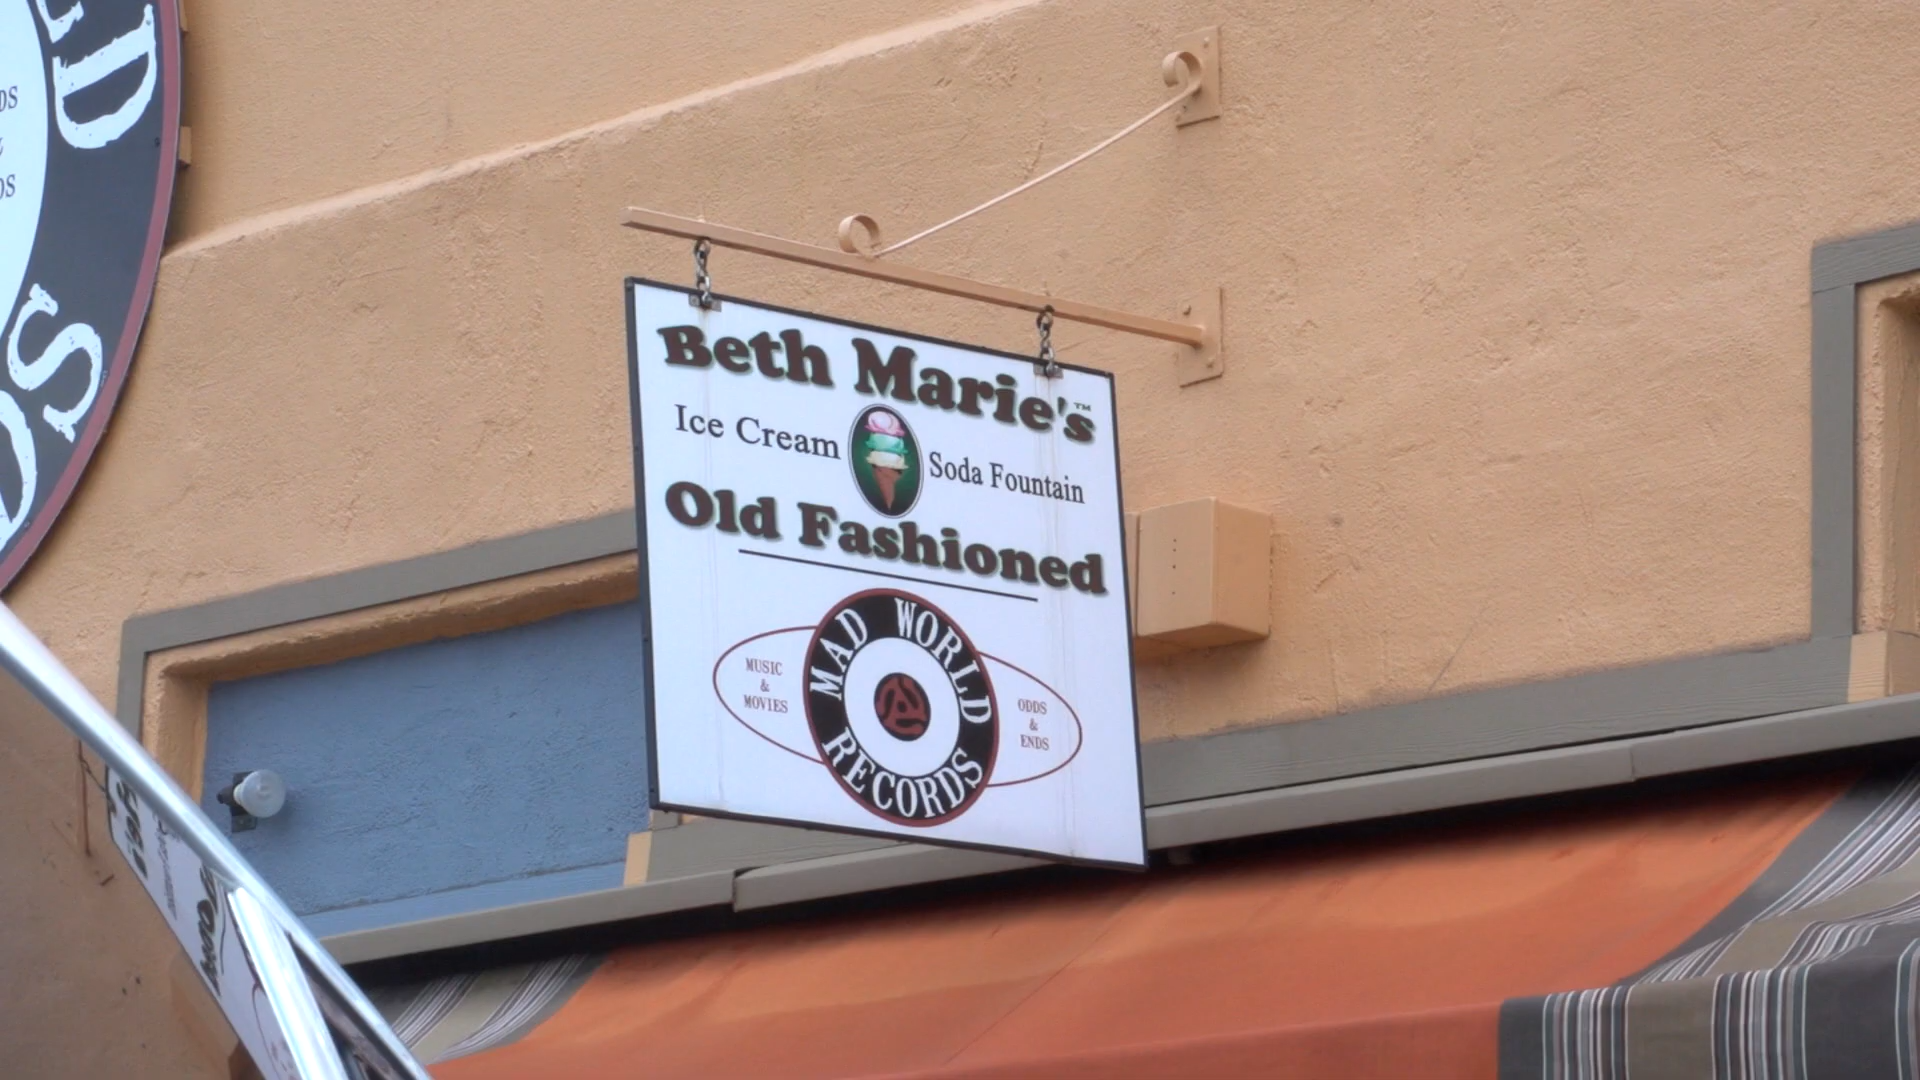 Beth Marie's™
Ice Cream
Soda Fountain
Old Fashioned
MAD WORLD
RECORDS
MUSIC
&
MOVIES
ODDS
&
ENDS